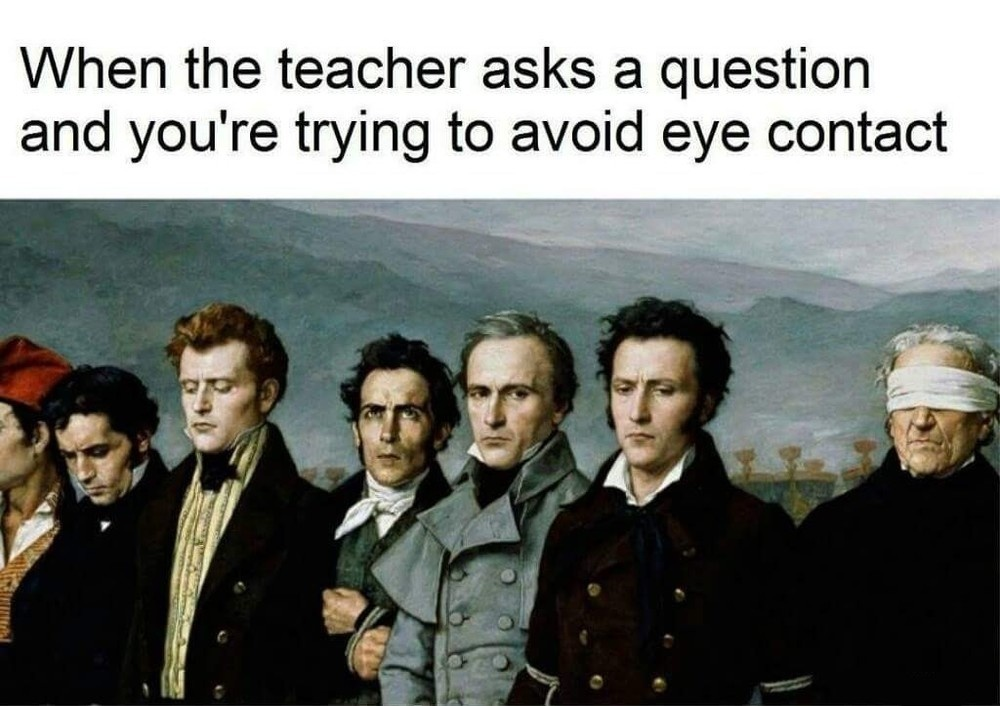 When the teacher asks a question
and you're trying to avoid eye contact